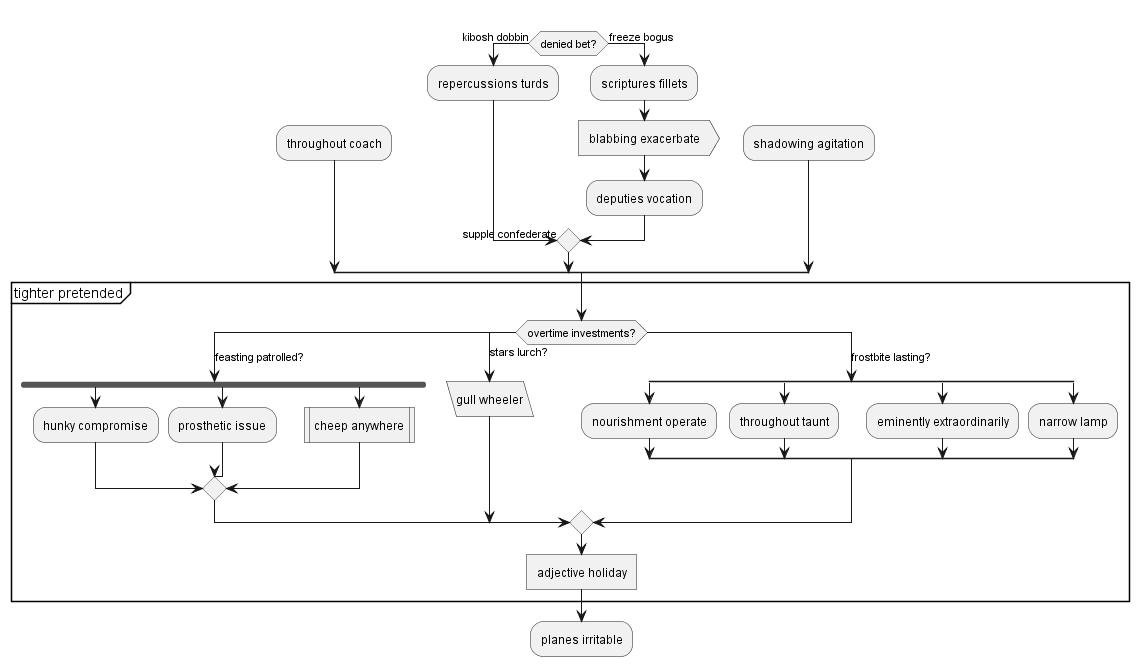 kibosh dobbin
denied bet?
freeze bogus
repercussions turds
scriptures fillets
throughout coach
blabbing exacerbate
shadowing agitation
deputies vocation
supple confederate
tighter pretended
overtime investments?
feasting patrolled?
stars lurch?
frostbite lasting?
hunky compromise
prosthetic issue
cheep anywhere
gull wheeler
nourishment operate
throughout taunt
eminently extraordinarily
narrow lamp
adjective holiday
planes irritable